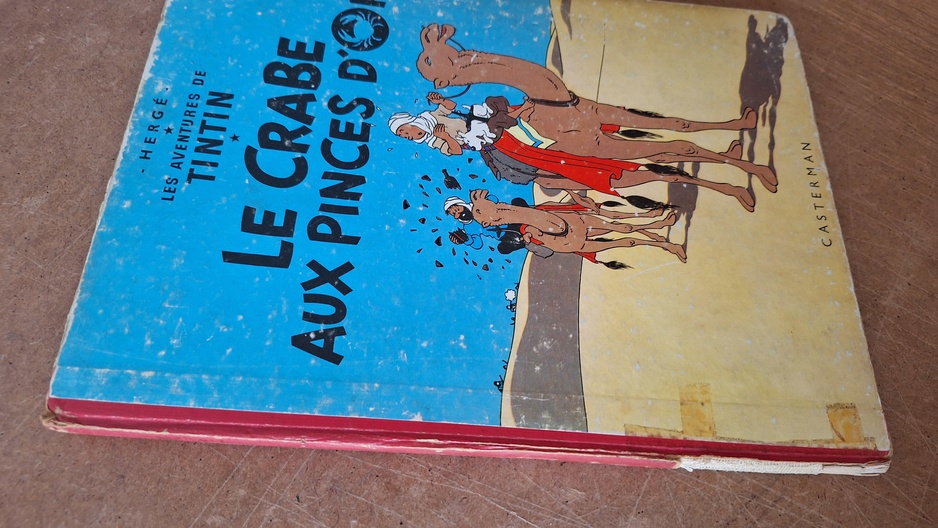 - HERGÉ -
LES AVENTURES DE
TINTIN
LE CRABE
AUX PINCES D'OR
CASTERMAN